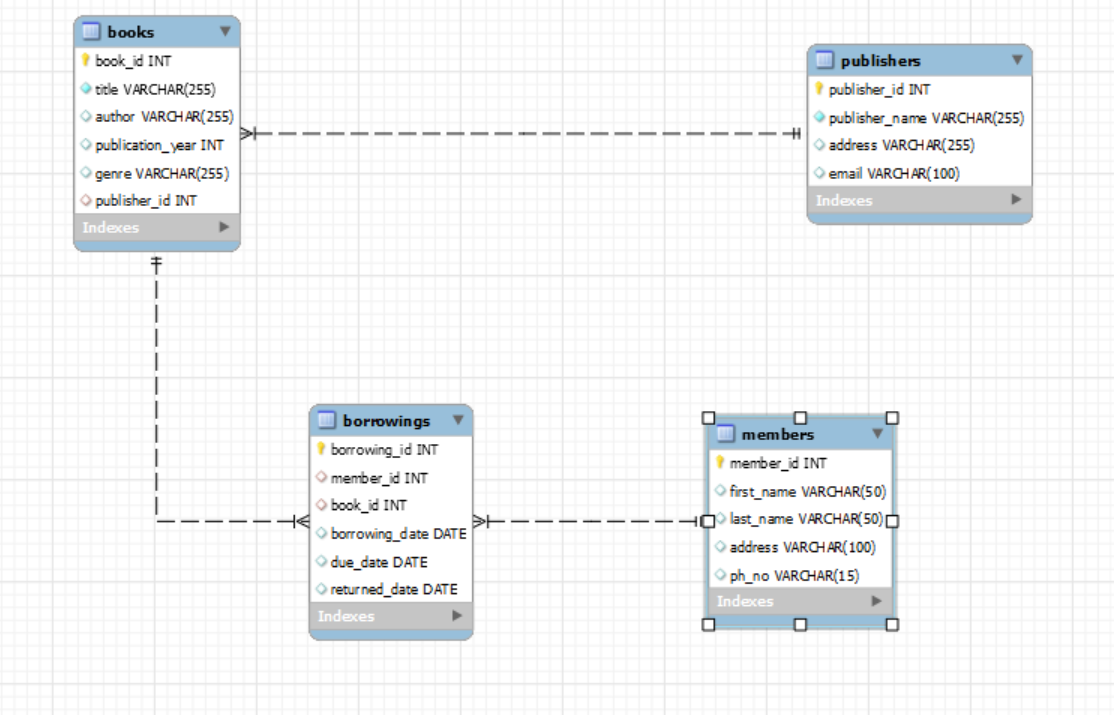 books
book_id INT
title VARCHAR(255)
author VARCHAR(255)
publication_year INT
genre VARCHAR(255)
publisher_id INT
Indexes
publishers
publisher_id INT
publisher_name VARCHAR(255)
address VARCHAR(255)
email VARCHAR(100)
Indexes
borrowings
borrowing_id INT
member_id INT
book_id INT
borrowing_date DATE
due_date DATE
returned_date DATE
Indexes
members
member_id INT
first_name VARCHAR(50)
last_name VARCHAR(50)
address VARCHAR(100)
ph_no VARCHAR(15)
Indexes